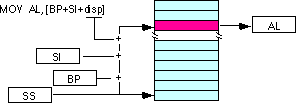 MOV AL,[BP+SI+disp]
AL
+
SI
+
BP
+
SS